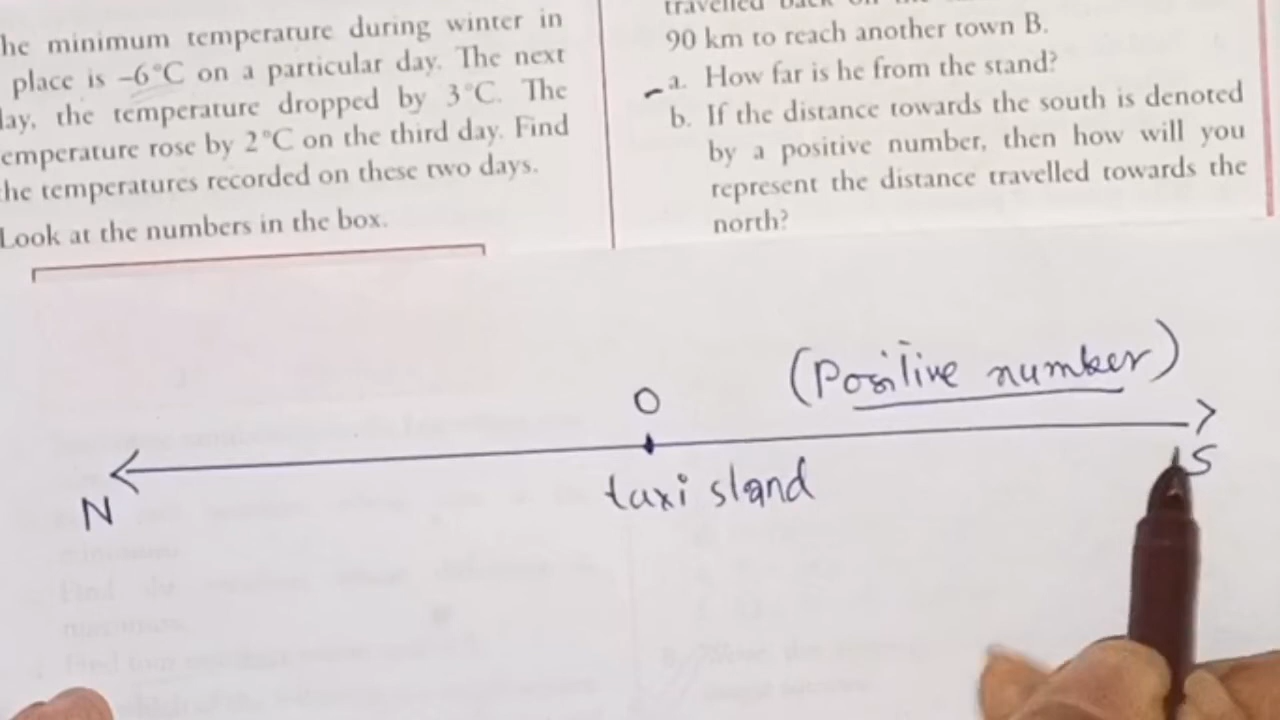 he minimum temperature during winter in
place is –6°C on a particular day. The next
lay, the temperature dropped by 3°C. The
emperature rose by 2°C on the third day. Find
he temperatures recorded on these two days.
Look at the numbers in the box.
travelled back on the
90 km to reach another town B.
a. How far is he from the stand?
b. If the distance towards the south is denoted
by a positive number, then how will you
represent the distance travelled towards the
north?
(Positive number)
O
N
taxi stand
S